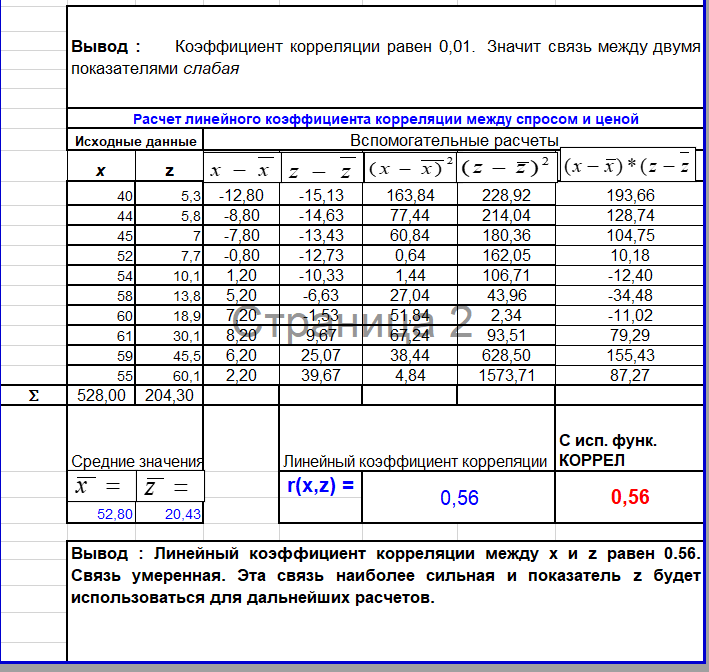 Вывод : Коэффициент корреляции равен 0,01. Значит связь между двумя
показателями слабая
Расчет линейного коэффициента корреляции между спросом и ценой
Исходные данные Вспомогательные расчеты
x z x − x̅ z − z̅ (x − x̅)² (z − z̅)² (x − x̅) * (z − z̅
40 5,3 -12,80 -15,13 163,84 228,92 193,66
44 5,8 -8,80 -14,63 77,44 214,04 128,74
45 7 -7,80 -13,43 60,84 180,36 104,75
52 7,7 -0,80 -12,73 0,64 162,05 10,18
54 10,1 1,20 -10,33 1,44 106,71 -12,40
58 13,8 5,20 -6,63 27,04 43,96 -34,48
60 18,9 7,20 -1,53 51,84 2,34 -11,02
Страница 2
61 30,1 8,20 9,67 67,24 93,51 79,29
59 45,5 6,20 25,07 38,44 628,50 155,43
55 60,1 2,20 39,67 4,84 1573,71 87,27
Σ 528,00 204,30
С исп. функ.
Средние значения Линейный коэффициент корреляции КОРРЕЛ
x̅ = z̅ = r(x,z) = 0,56 0,56
52,80 20,43
Вывод : Линейный коэффициент корреляции между x и z равен 0.56.
Связь умеренная. Эта связь наиболее сильная и показатель z будет
использоваться для дальнейших расчетов.